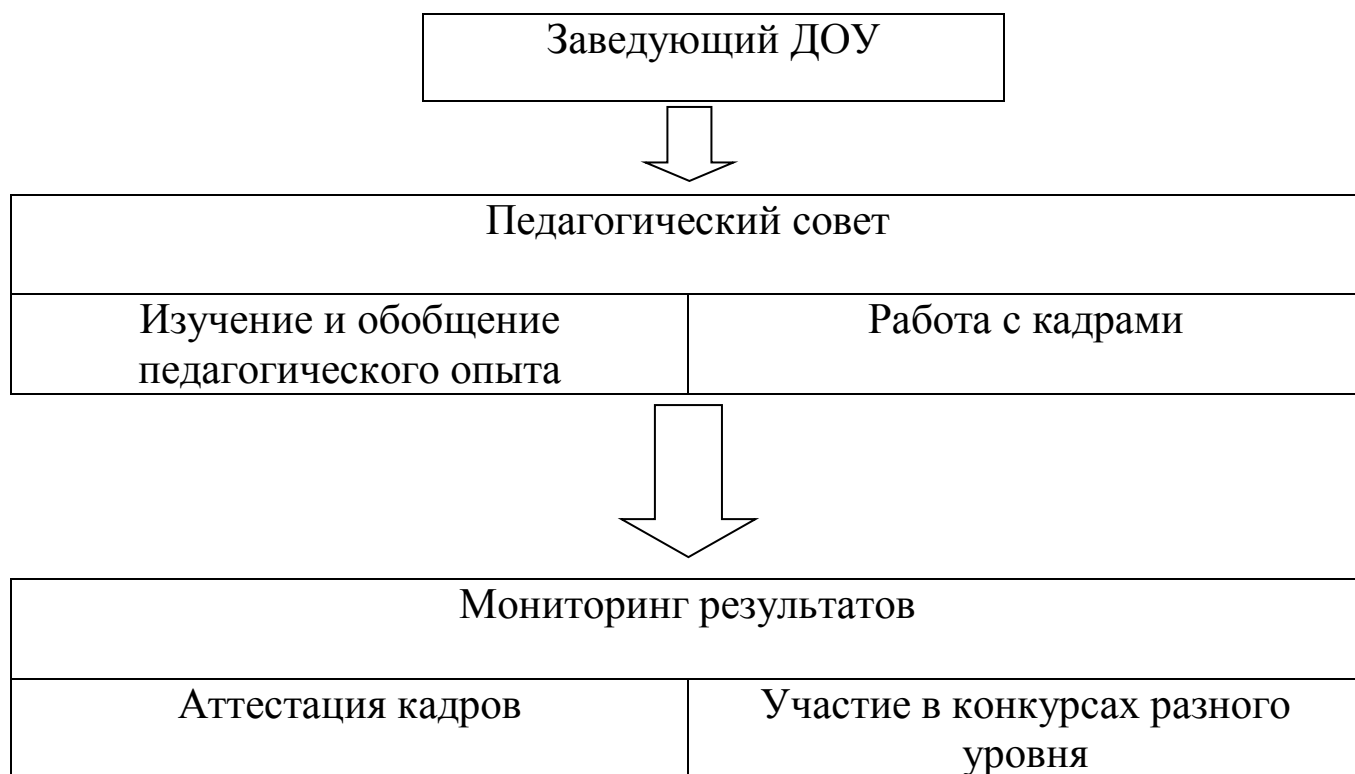 Заведующий ДОУ
Педагогический совет
Изучение и обобщение
педагогического опыта
Работа с кадрами
Мониторинг результатов
Аттестация кадров
Участие в конкурсах разного
уровня